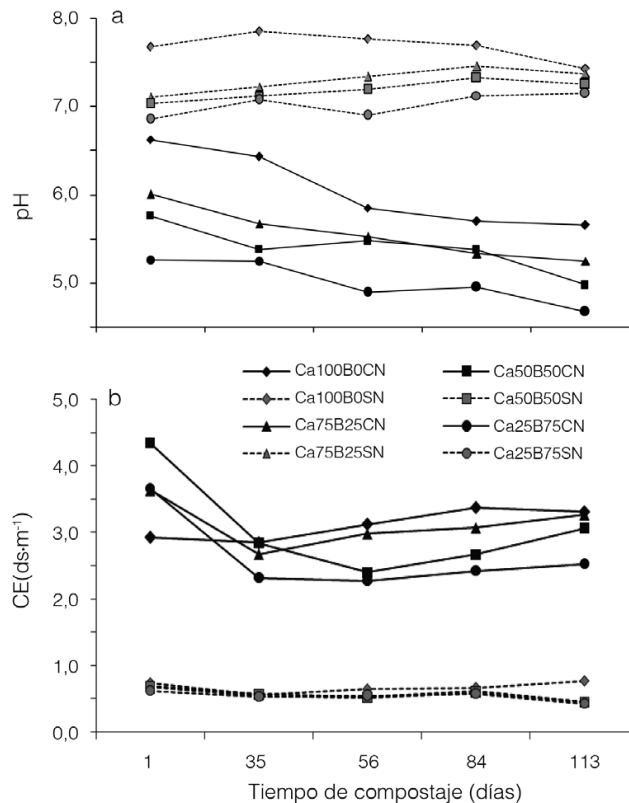 a
8,0
7,0
6,0
5,0
pH
b
Ca100B0CN
Ca50B50CN
Ca100B0SN
Ca50B50SN
Ca75B25CN
Ca25B75CN
Ca75B25SN
Ca25B75SN
5,0
4,0
3,0
2,0
1,0
0,0
CE(ds·m-1)
1 35 56 84 113
Tiempo de compostaje (días)